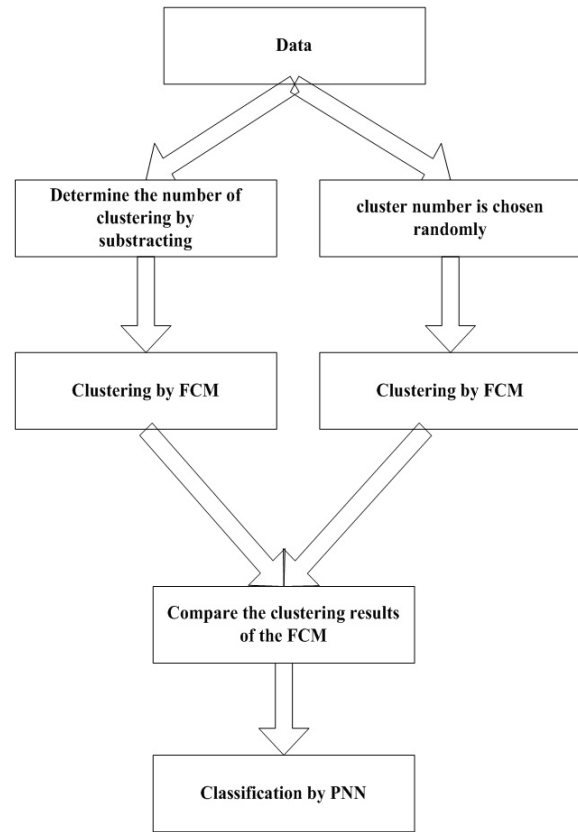 Data
Determine the number of
clustering by
substracting
cluster number is chosen
randomly
Clustering by FCM
Clustering by FCM
Compare the clustering results
of the FCM
Classification by PNN